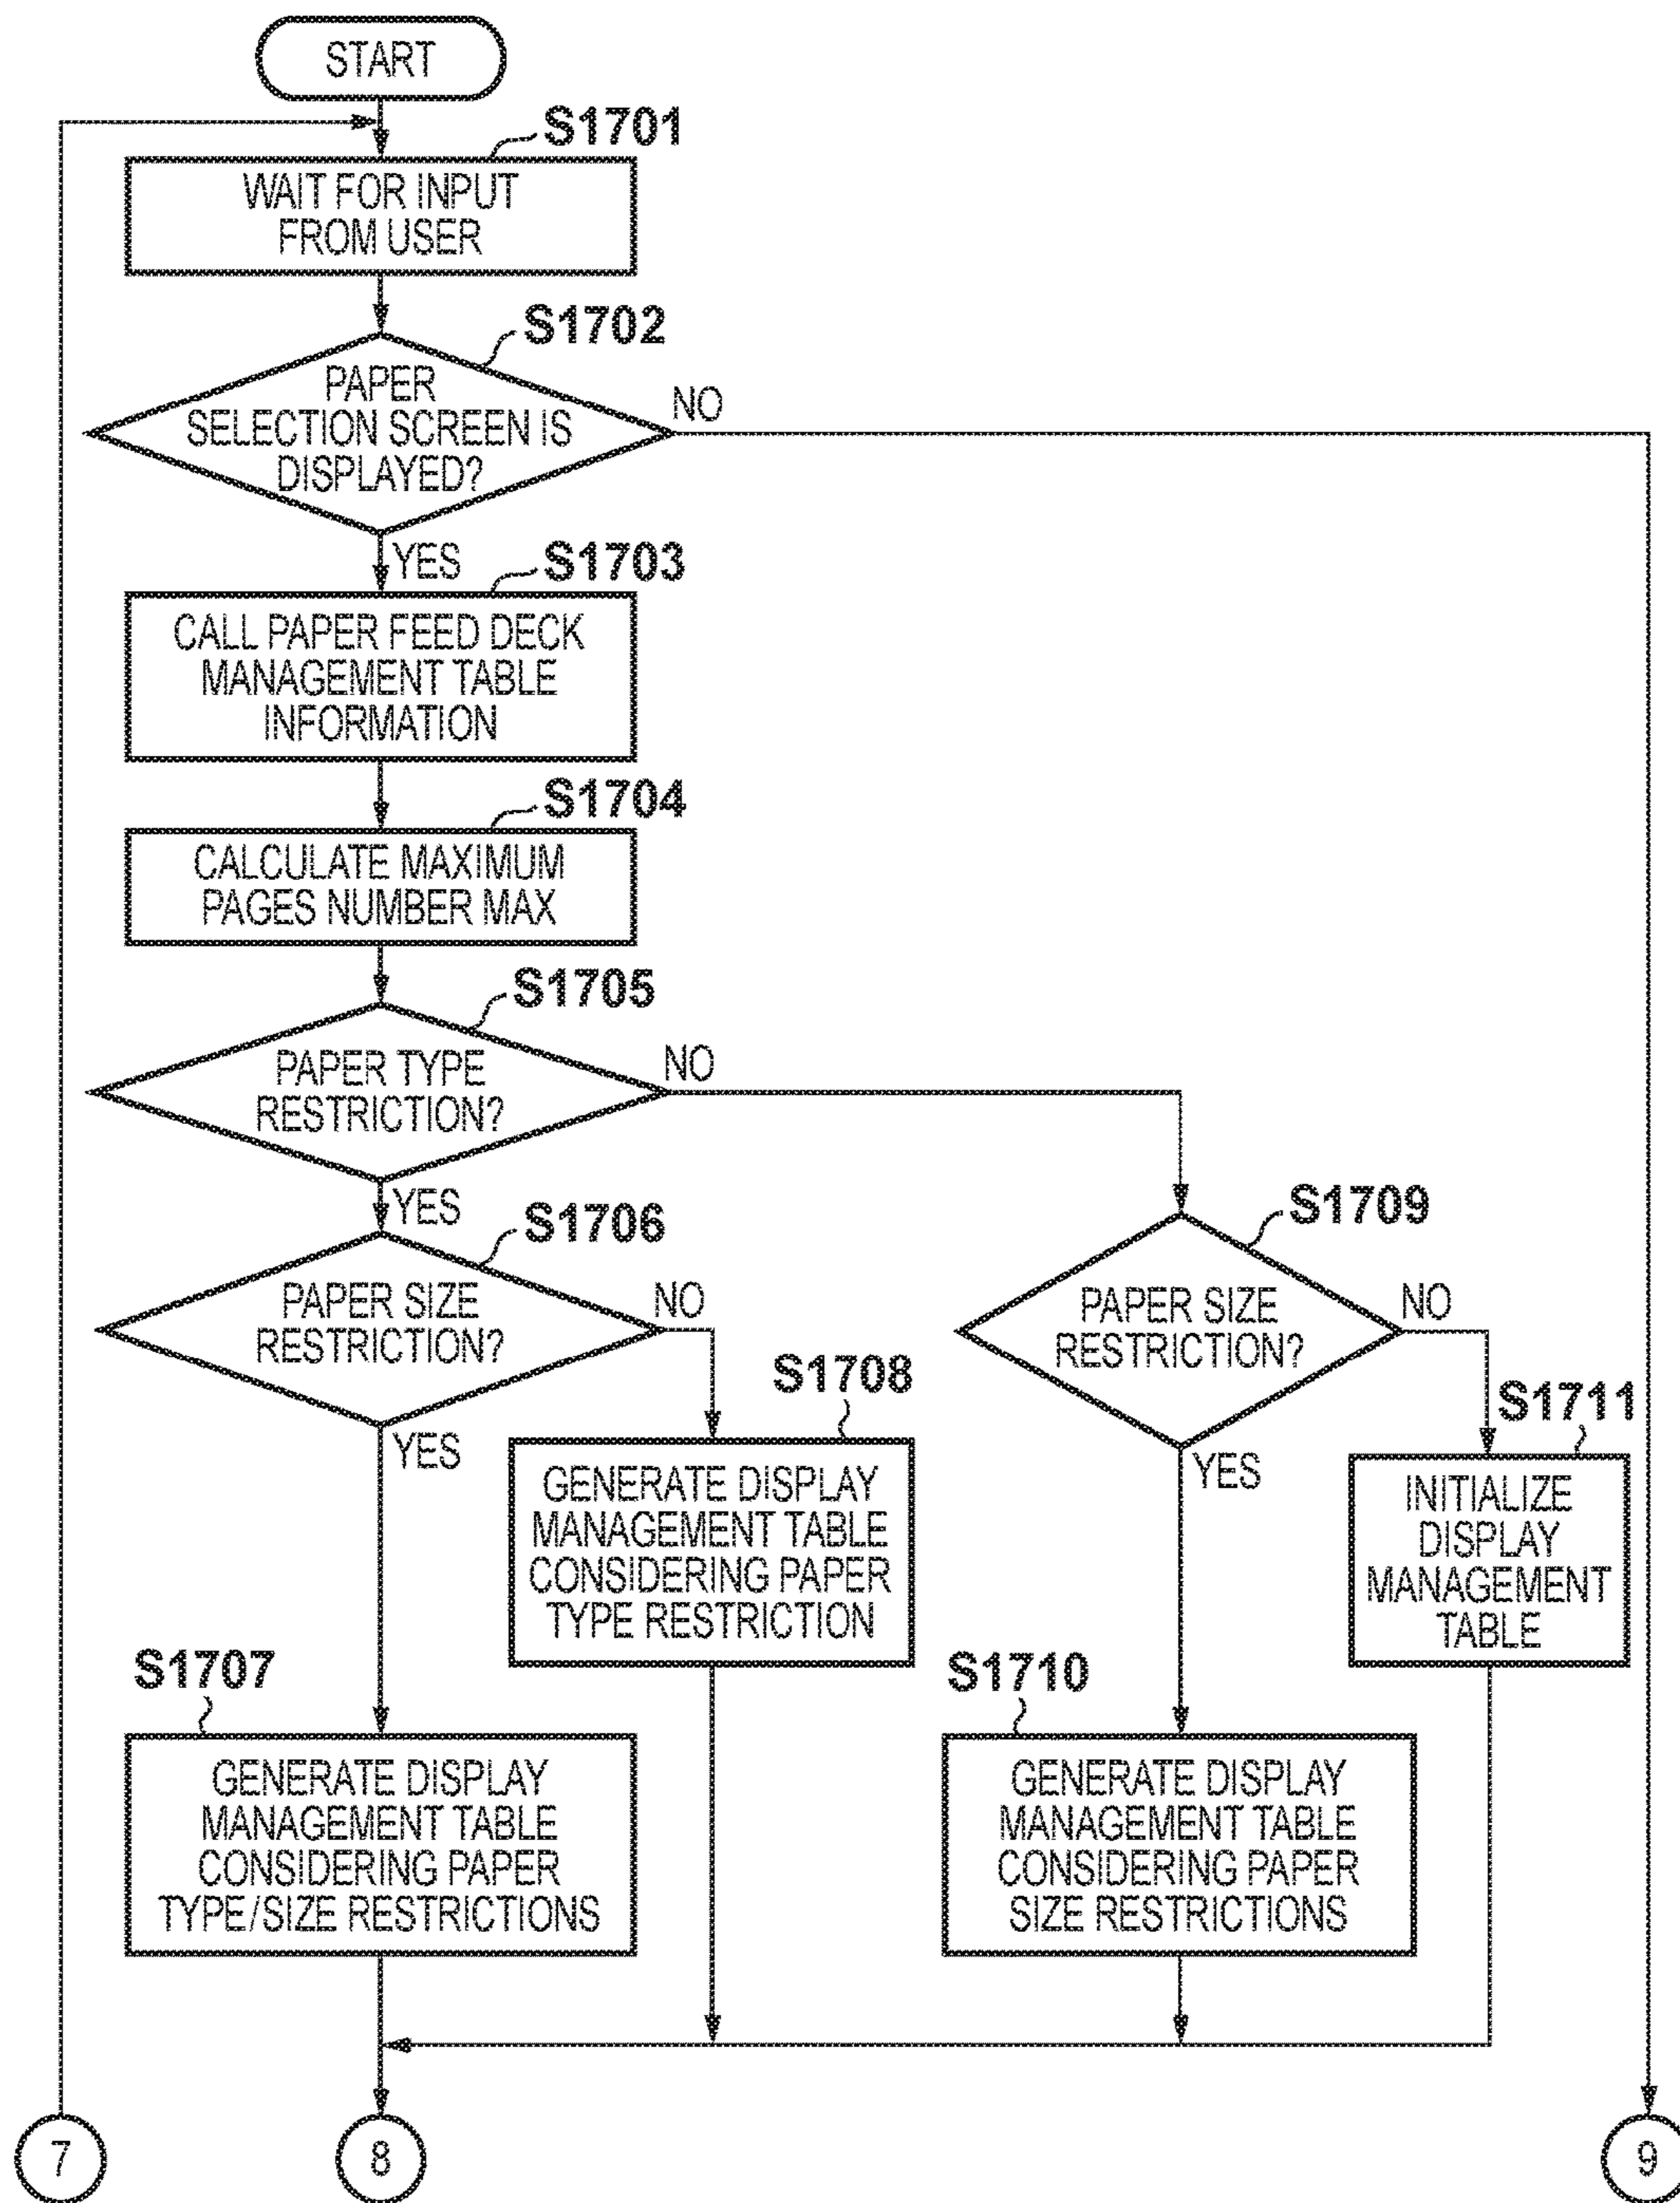 START
S1701
WAIT FOR INPUT
FROM USER
S1702
PAPER
SELECTION SCREEN IS
DISPLAYED?
NO
YES
S1703
CALL PAPER FEED DECK
MANAGEMENT TABLE
INFORMATION
S1704
CALCULATE MAXIMUM
PAGES NUMBER MAX
S1705
PAPER TYPE
RESTRICTION?
NO
YES
S1706
PAPER SIZE
RESTRICTION?
NO
YES
S1709
PAPER SIZE
RESTRICTION?
NO
YES
S1708
GENERATE DISPLAY
MANAGEMENT TABLE
CONSIDERING PAPER
TYPE RESTRICTION
S1711
INITIALIZE
DISPLAY
MANAGEMENT
TABLE
S1707
GENERATE DISPLAY
MANAGEMENT TABLE
CONSIDERING PAPER
TYPE/SIZE RESTRICTIONS
S1710
GENERATE DISPLAY
MANAGEMENT TABLE
CONSIDERING PAPER
SIZE RESTRICTIONS
7
8
9